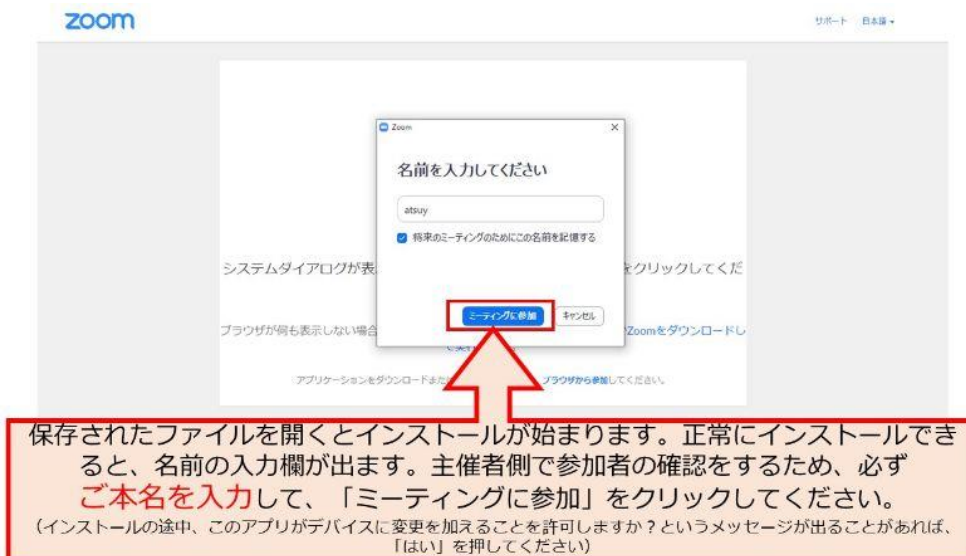 zoom
サポート 日本語
Zoom
名前を入力してください
atsuy
将来のミーティングのためにこの名前を記憶する
システムダイアログが表 をクリックしてくだ
ミーティングに参加 キャンセル
ブラウザが何も表示しない場合 Zoomをダウンロードし
アプリケーションをダウンロードまた ブラウザから参加してください。
保存されたファイルを開くとインストールが始まります。正常にインストールでき
ると、名前の入力欄が出ます。主催者側で参加者の確認をするため、必ず
ご本名を入力して、「ミーティングに参加」をクリックしてください。
(インストールの途中、このアプリがデバイスに変更を加えることを許可しますか？というメッセージが出ることがあれば、
「はい」を押してください)